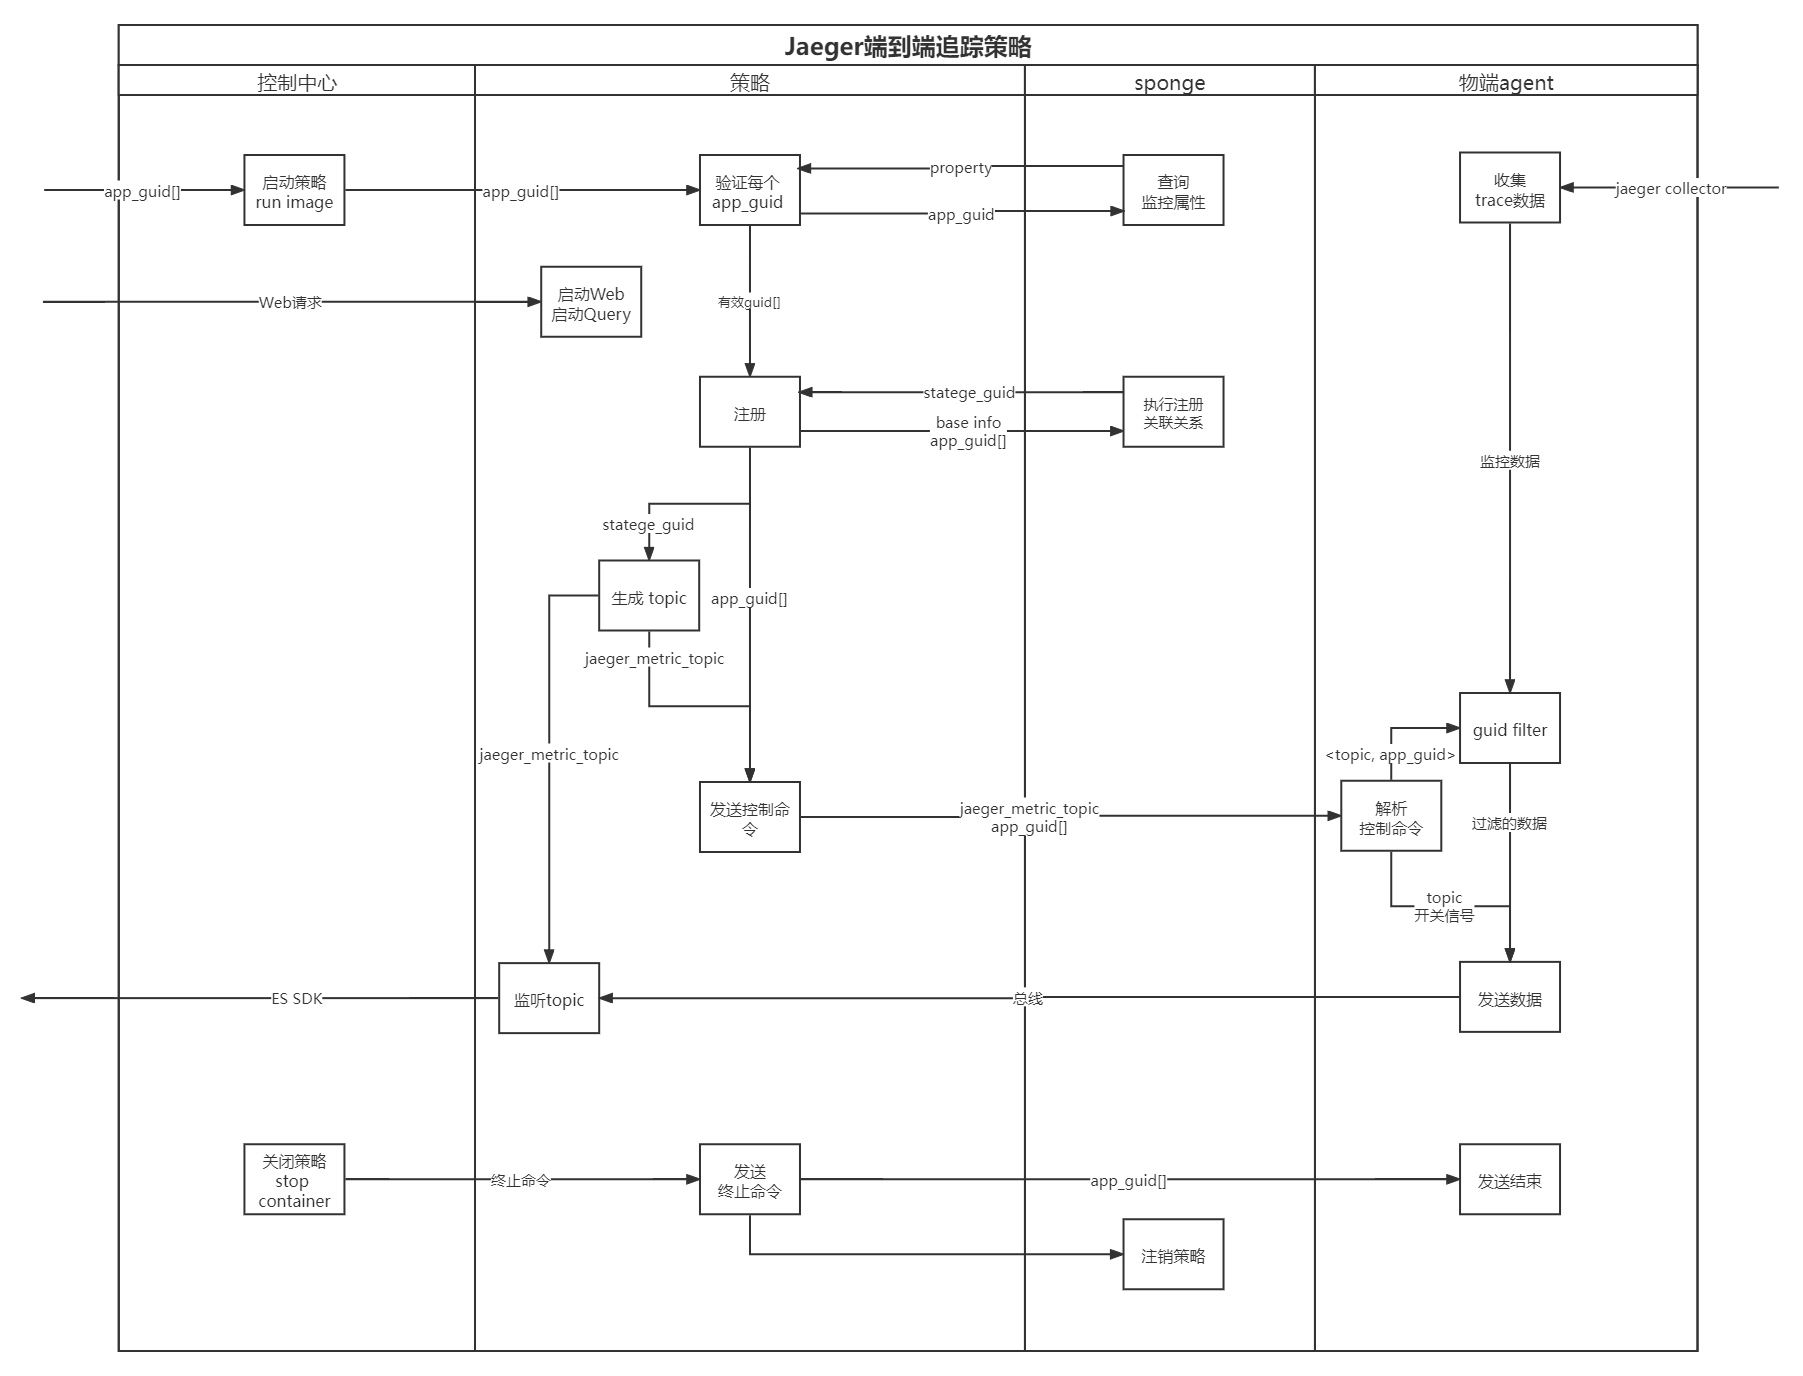 Jaeger端到端追踪策略
控制中心
策略
sponge
物端agent
app_guid[]
启动策略
run image
app_guid[]
验证每个
app_guid
property
app_guid
查询
监控属性
收集
trace数据
jaeger collector
Web请求
启动Web
启动Query
有效guid[]
注册
statege_guid
base info
app_guid[]
执行注册
关联关系
监控数据
statege_guid
生成 topic
app_guid[]
jaeger_metric_topic
jaeger_metric_topic
guid filter
<topic, app_guid>
发送控制命
令
jaeger_metric_topic
app_guid[]
解析
控制命令
过滤的数据
topic
开关信号
ES SDK
监听topic
总线
发送数据
关闭策略
stop
container
终止命令
发送
终止命令
app_guid[]
发送结束
注销策略